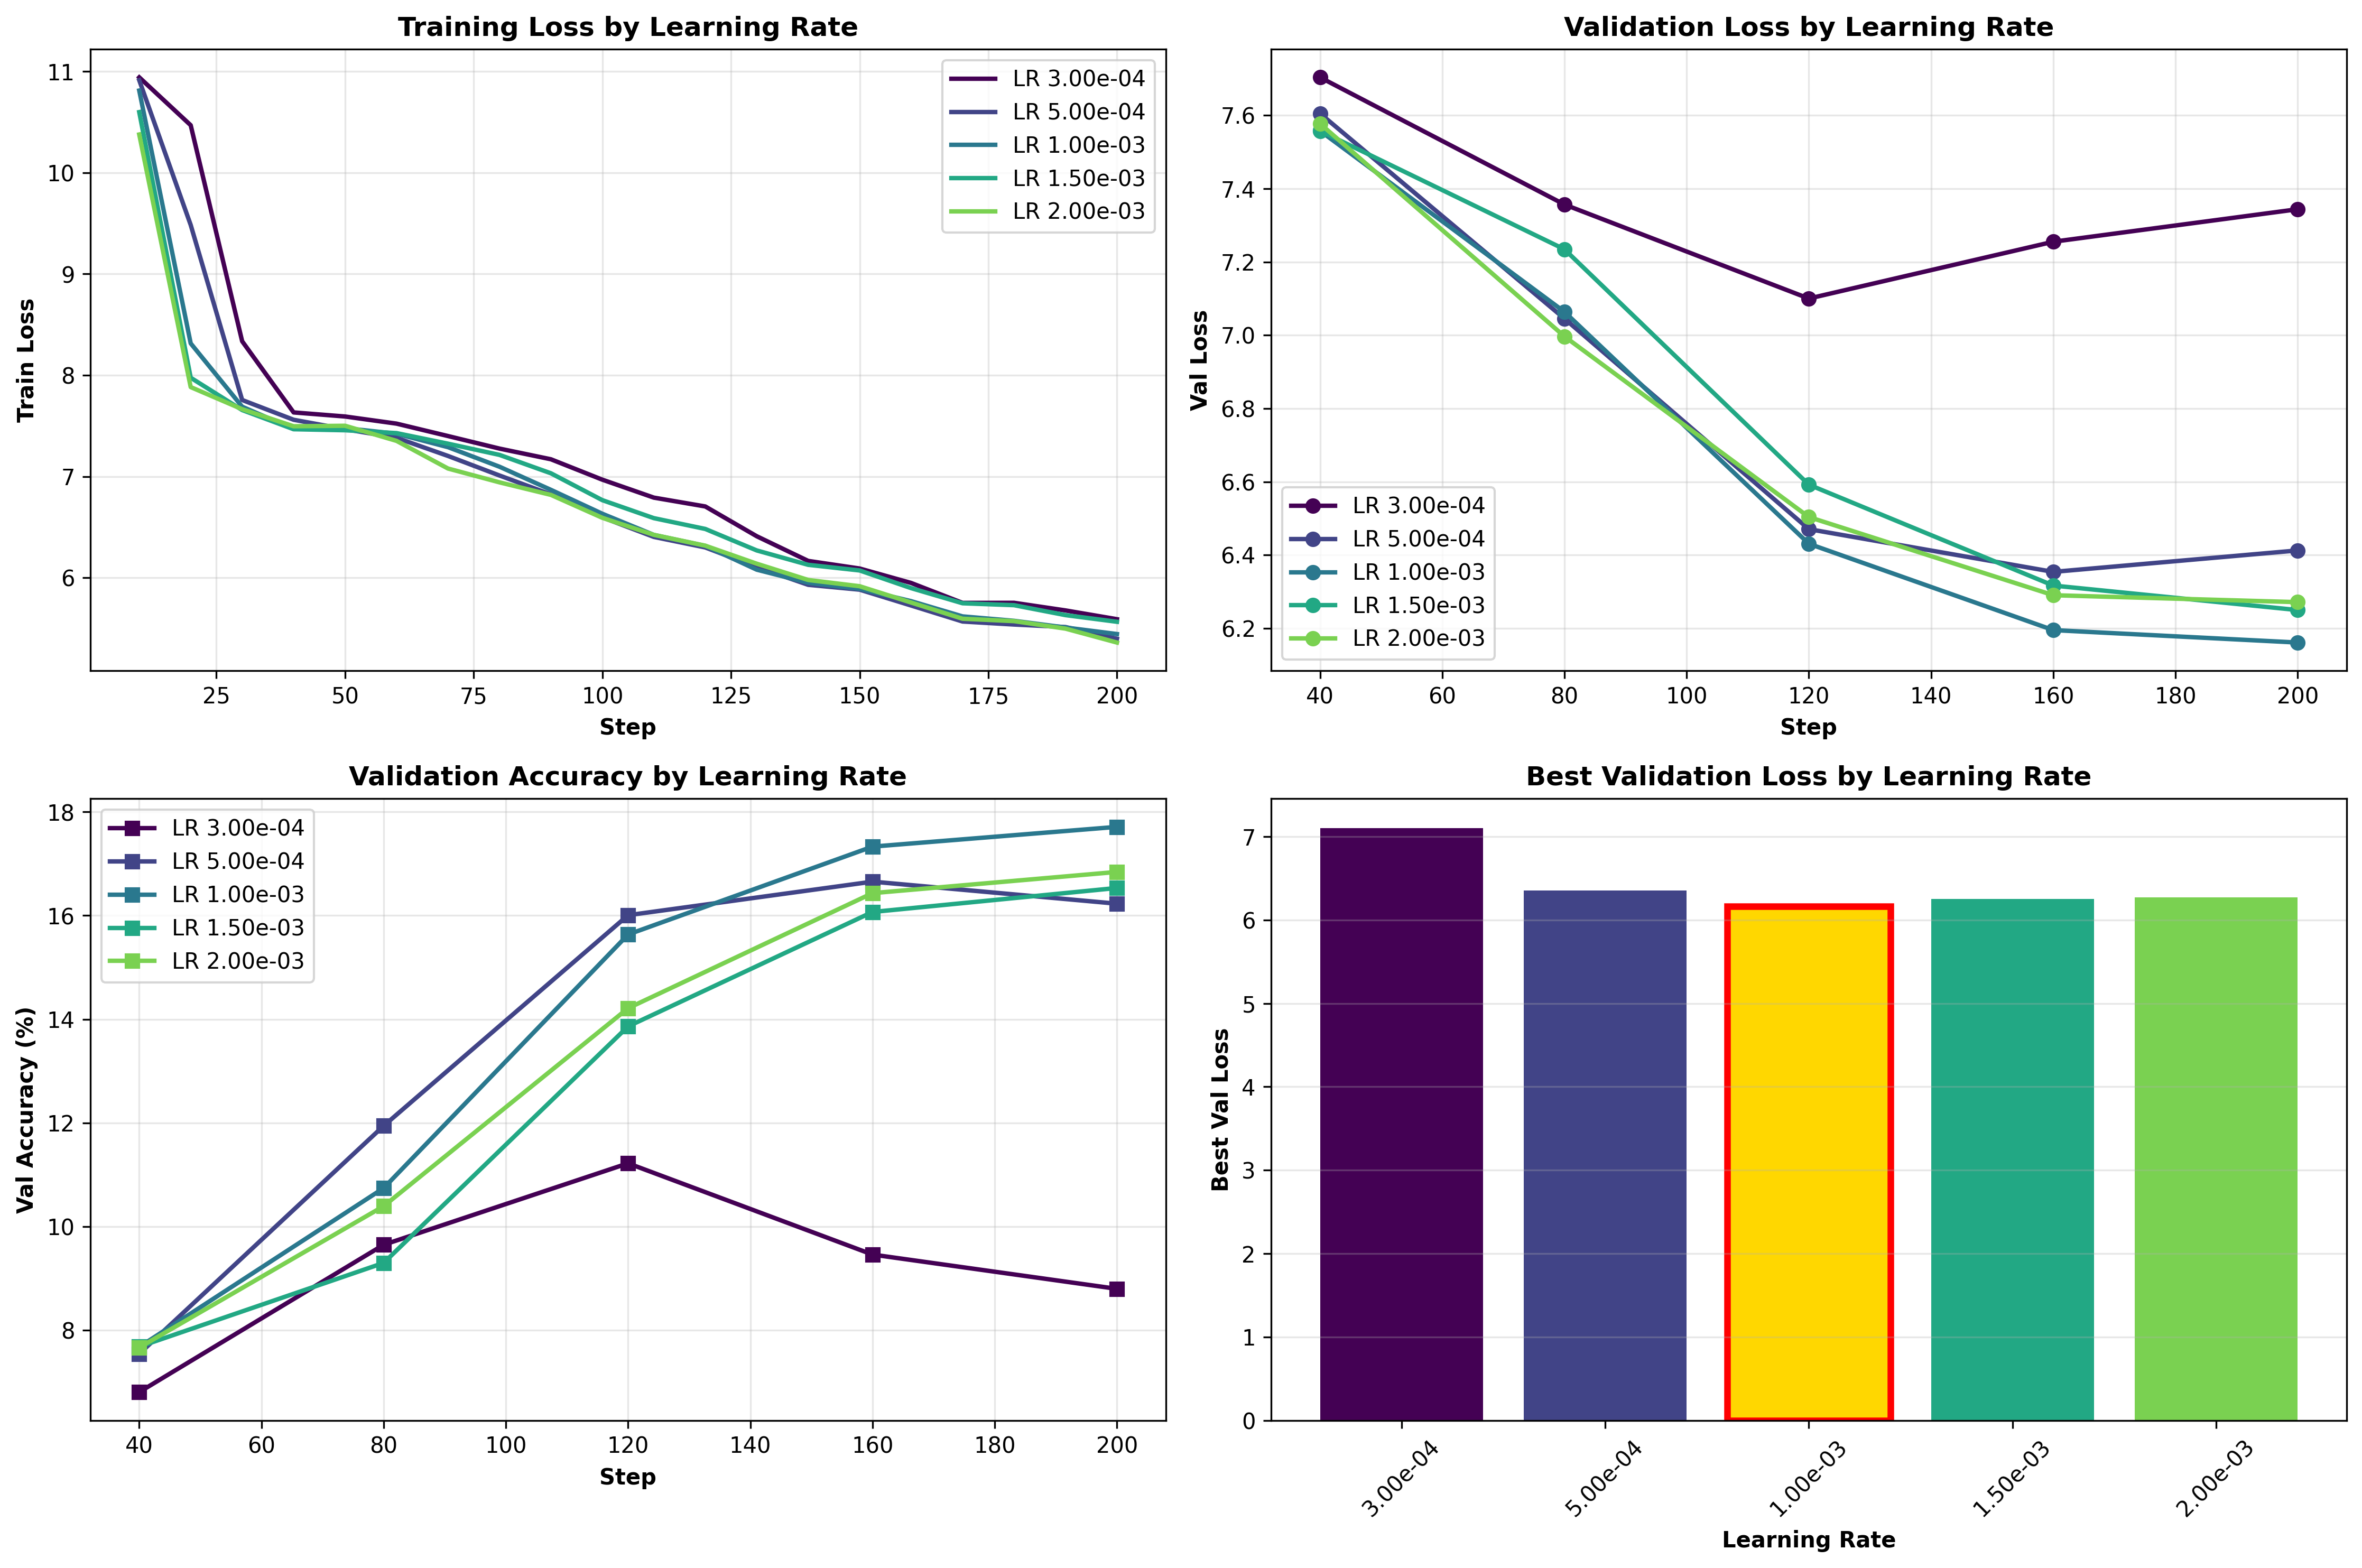 Training Loss by Learning Rate
Train Loss
11
10
9
8
7
6
LR 3.00e-04
LR 5.00e-04
LR 1.00e-03
LR 1.50e-03
LR 2.00e-03
25 50 75 100 125 150 175 200
Step
Validation Loss by Learning Rate
Val Loss
7.6
7.4
7.2
7.0
6.8
6.6
6.4
6.2
LR 3.00e-04
LR 5.00e-04
LR 1.00e-03
LR 1.50e-03
LR 2.00e-03
40 60 80 100 120 140 160 180 200
Step
Validation Accuracy by Learning Rate
Val Accuracy (%)
18
16
14
12
10
8
LR 3.00e-04
LR 5.00e-04
LR 1.00e-03
LR 1.50e-03
LR 2.00e-03
40 60 80 100 120 140 160 180 200
Step
Best Validation Loss by Learning Rate
Best Val Loss
7
6
5
4
3
2
1
0
3.00e-04 5.00e-04 1.00e-03 1.50e-03 2.00e-03
Learning Rate